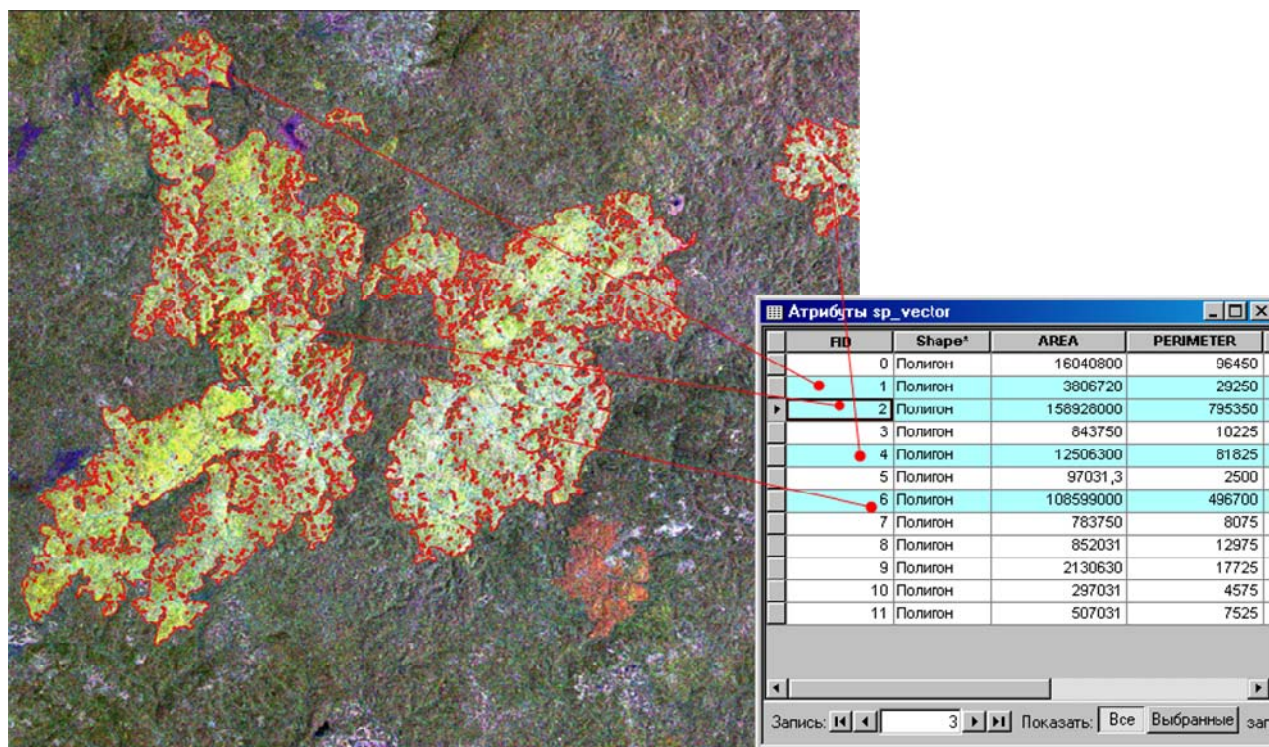 Атрибуты sp_vector
FID Shape* AREA PERIMETER
0 Полигон 16040800 96450
1 Полигон 3806720 29250
2 Полигон 158928000 795350
3 Полигон 843750 10225
4 Полигон 12506300 81825
5 Полигон 97031,3 2500
6 Полигон 108599000 496700
7 Полигон 783750 8075
8 Полигон 852031 12975
9 Полигон 2130630 17725
10 Полигон 297031 4575
11 Полигон 507031 7525
Запись: 3 Показать: Все Выбранные зап